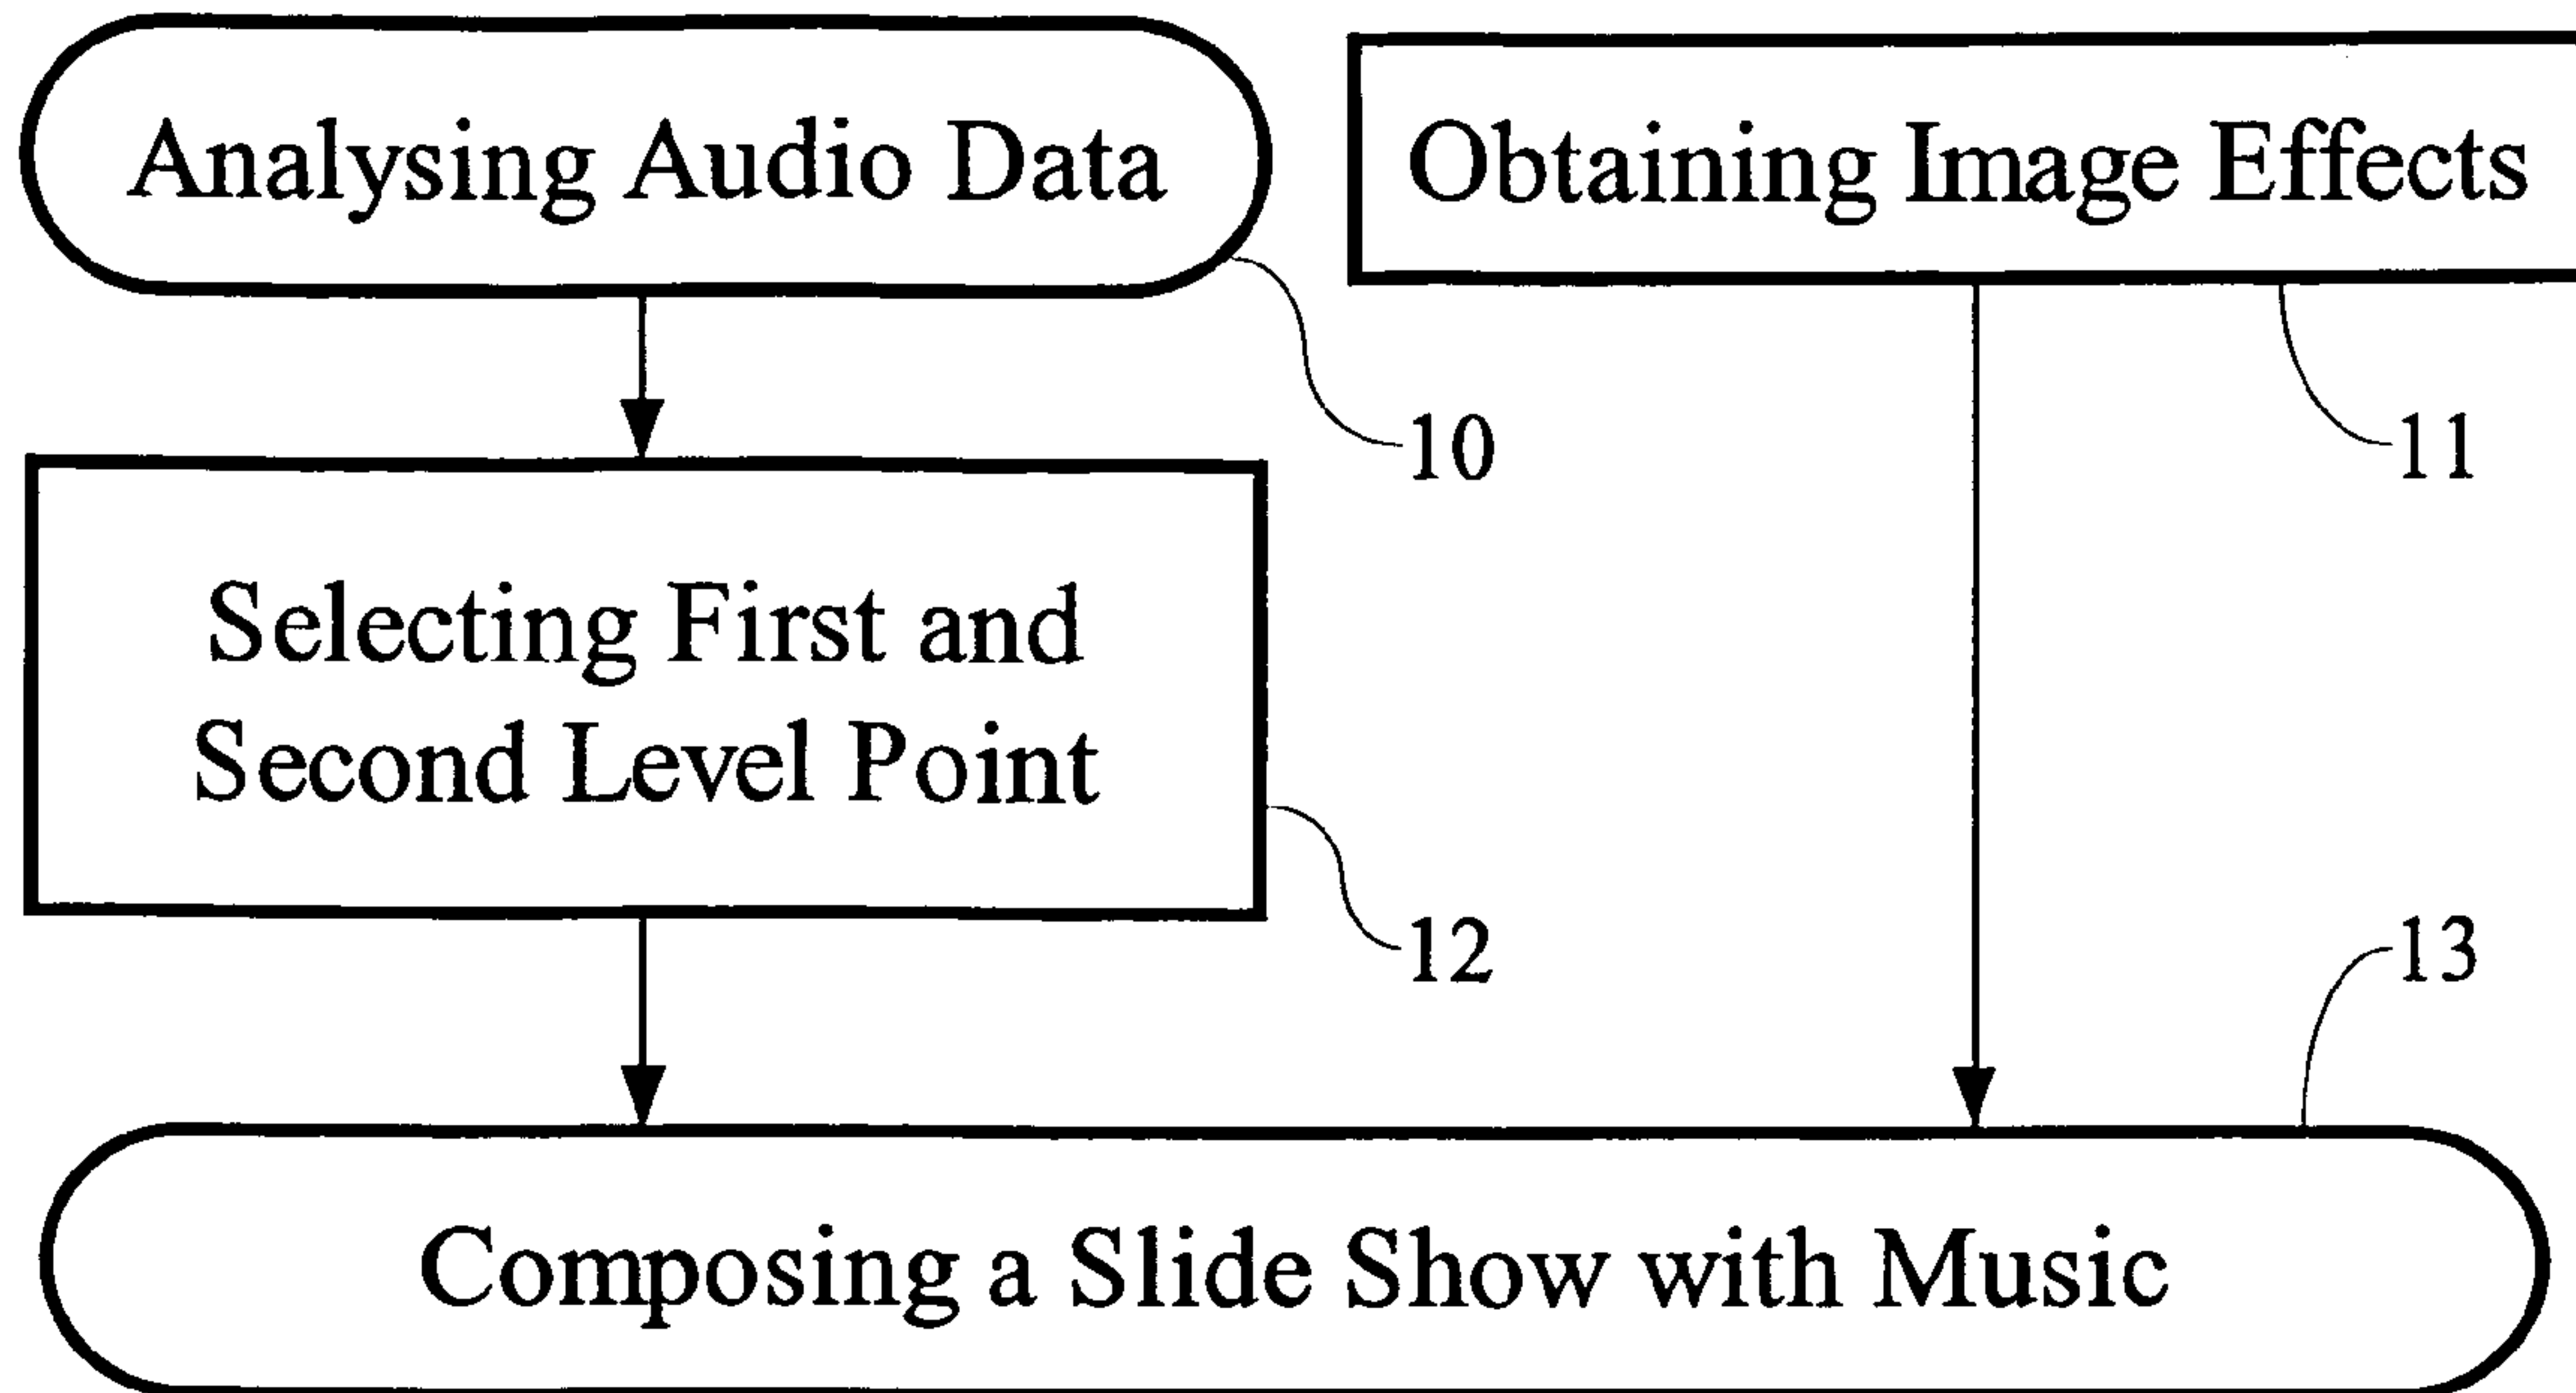 Analysing Audio Data
Obtaining Image Effects
10
11
Selecting First and
Second Level Point
12
13
Composing a Slide Show with Music